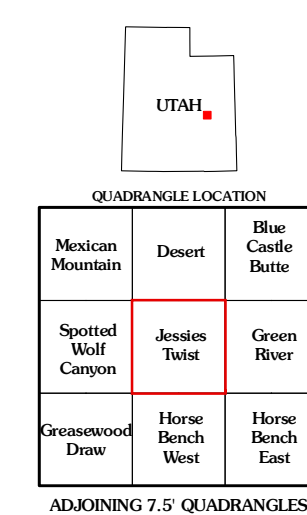 UTAH
QUADRANGLE LOCATION
Mexican
Mountain
Desert
Blue
Castle
Butte
Spotted
Wolf
Canyon
Jessies
Twist
Green
River
Greasewood
Draw
Horse
Bench
West
Horse
Bench
East
ADJOINING 7.5' QUADRANGLES